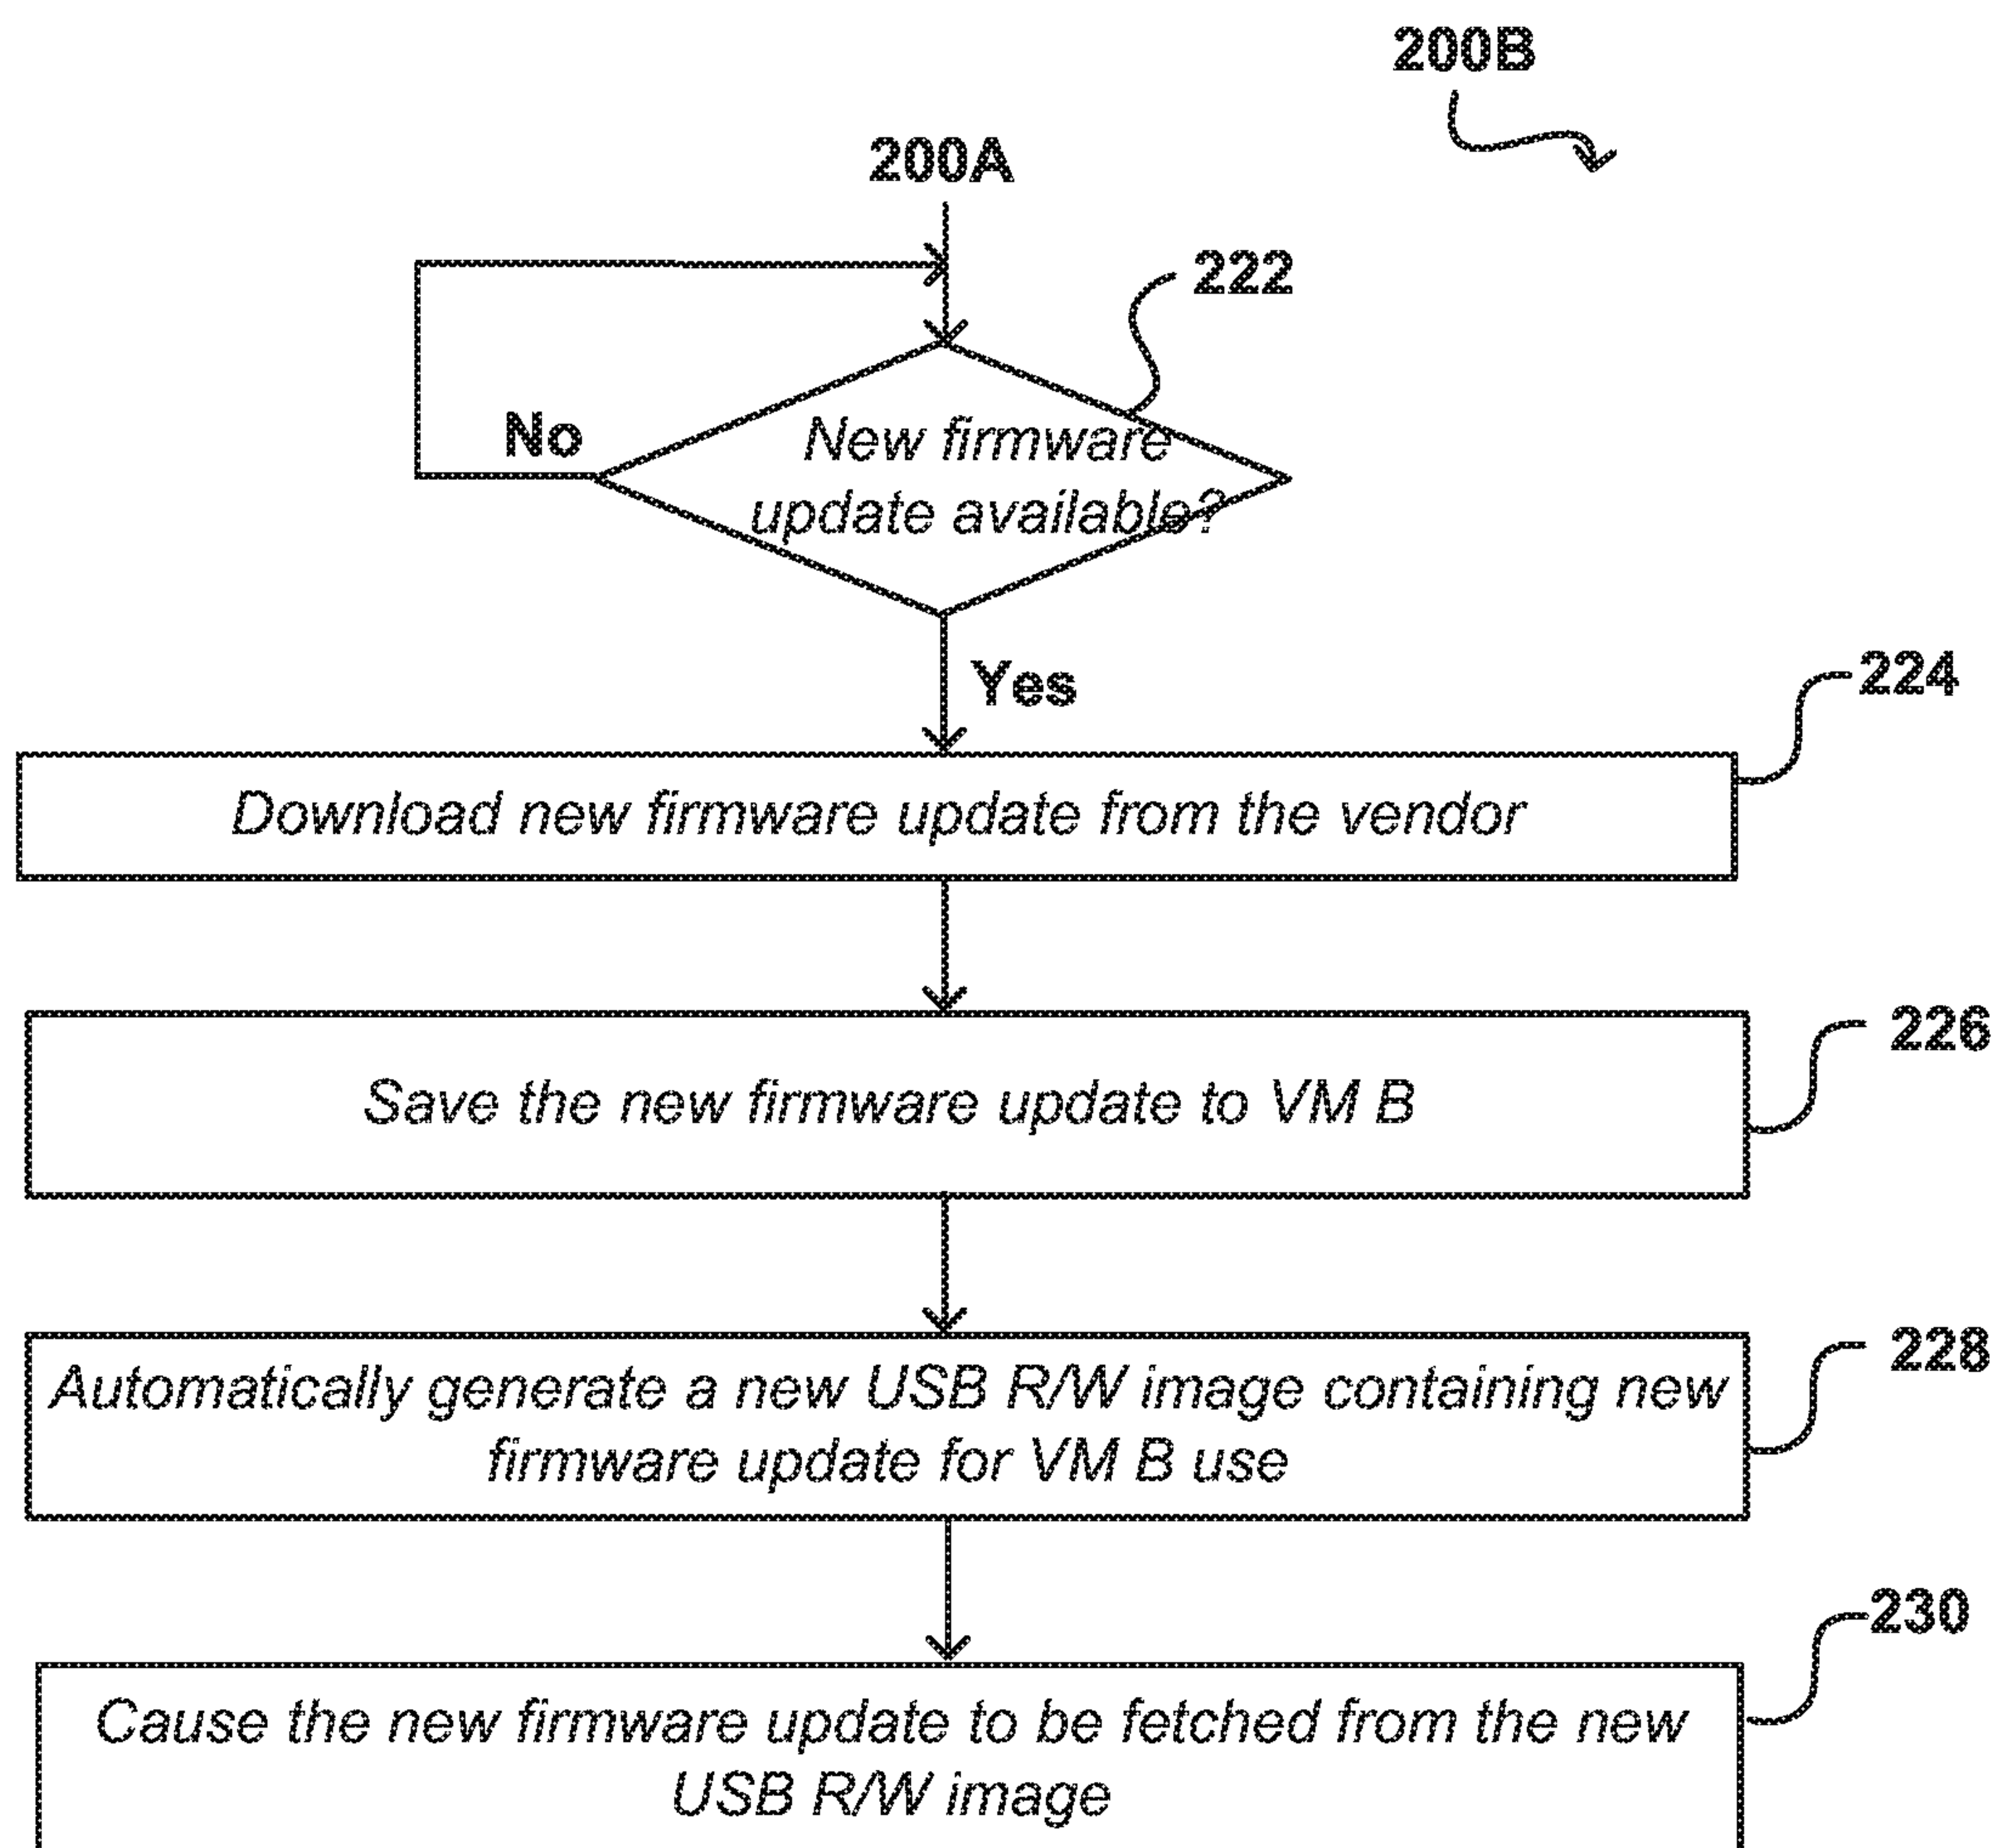 200B
200A
222
New firmware
update available?
No
Yes
224
Download new firmware update from the vendor
226
Save the new firmware update to VM B
228
Automatically generate a new USB R/W image containing new
firmware update for VM B use
230
Cause the new firmware update to be fetched from the new
USB R/W image